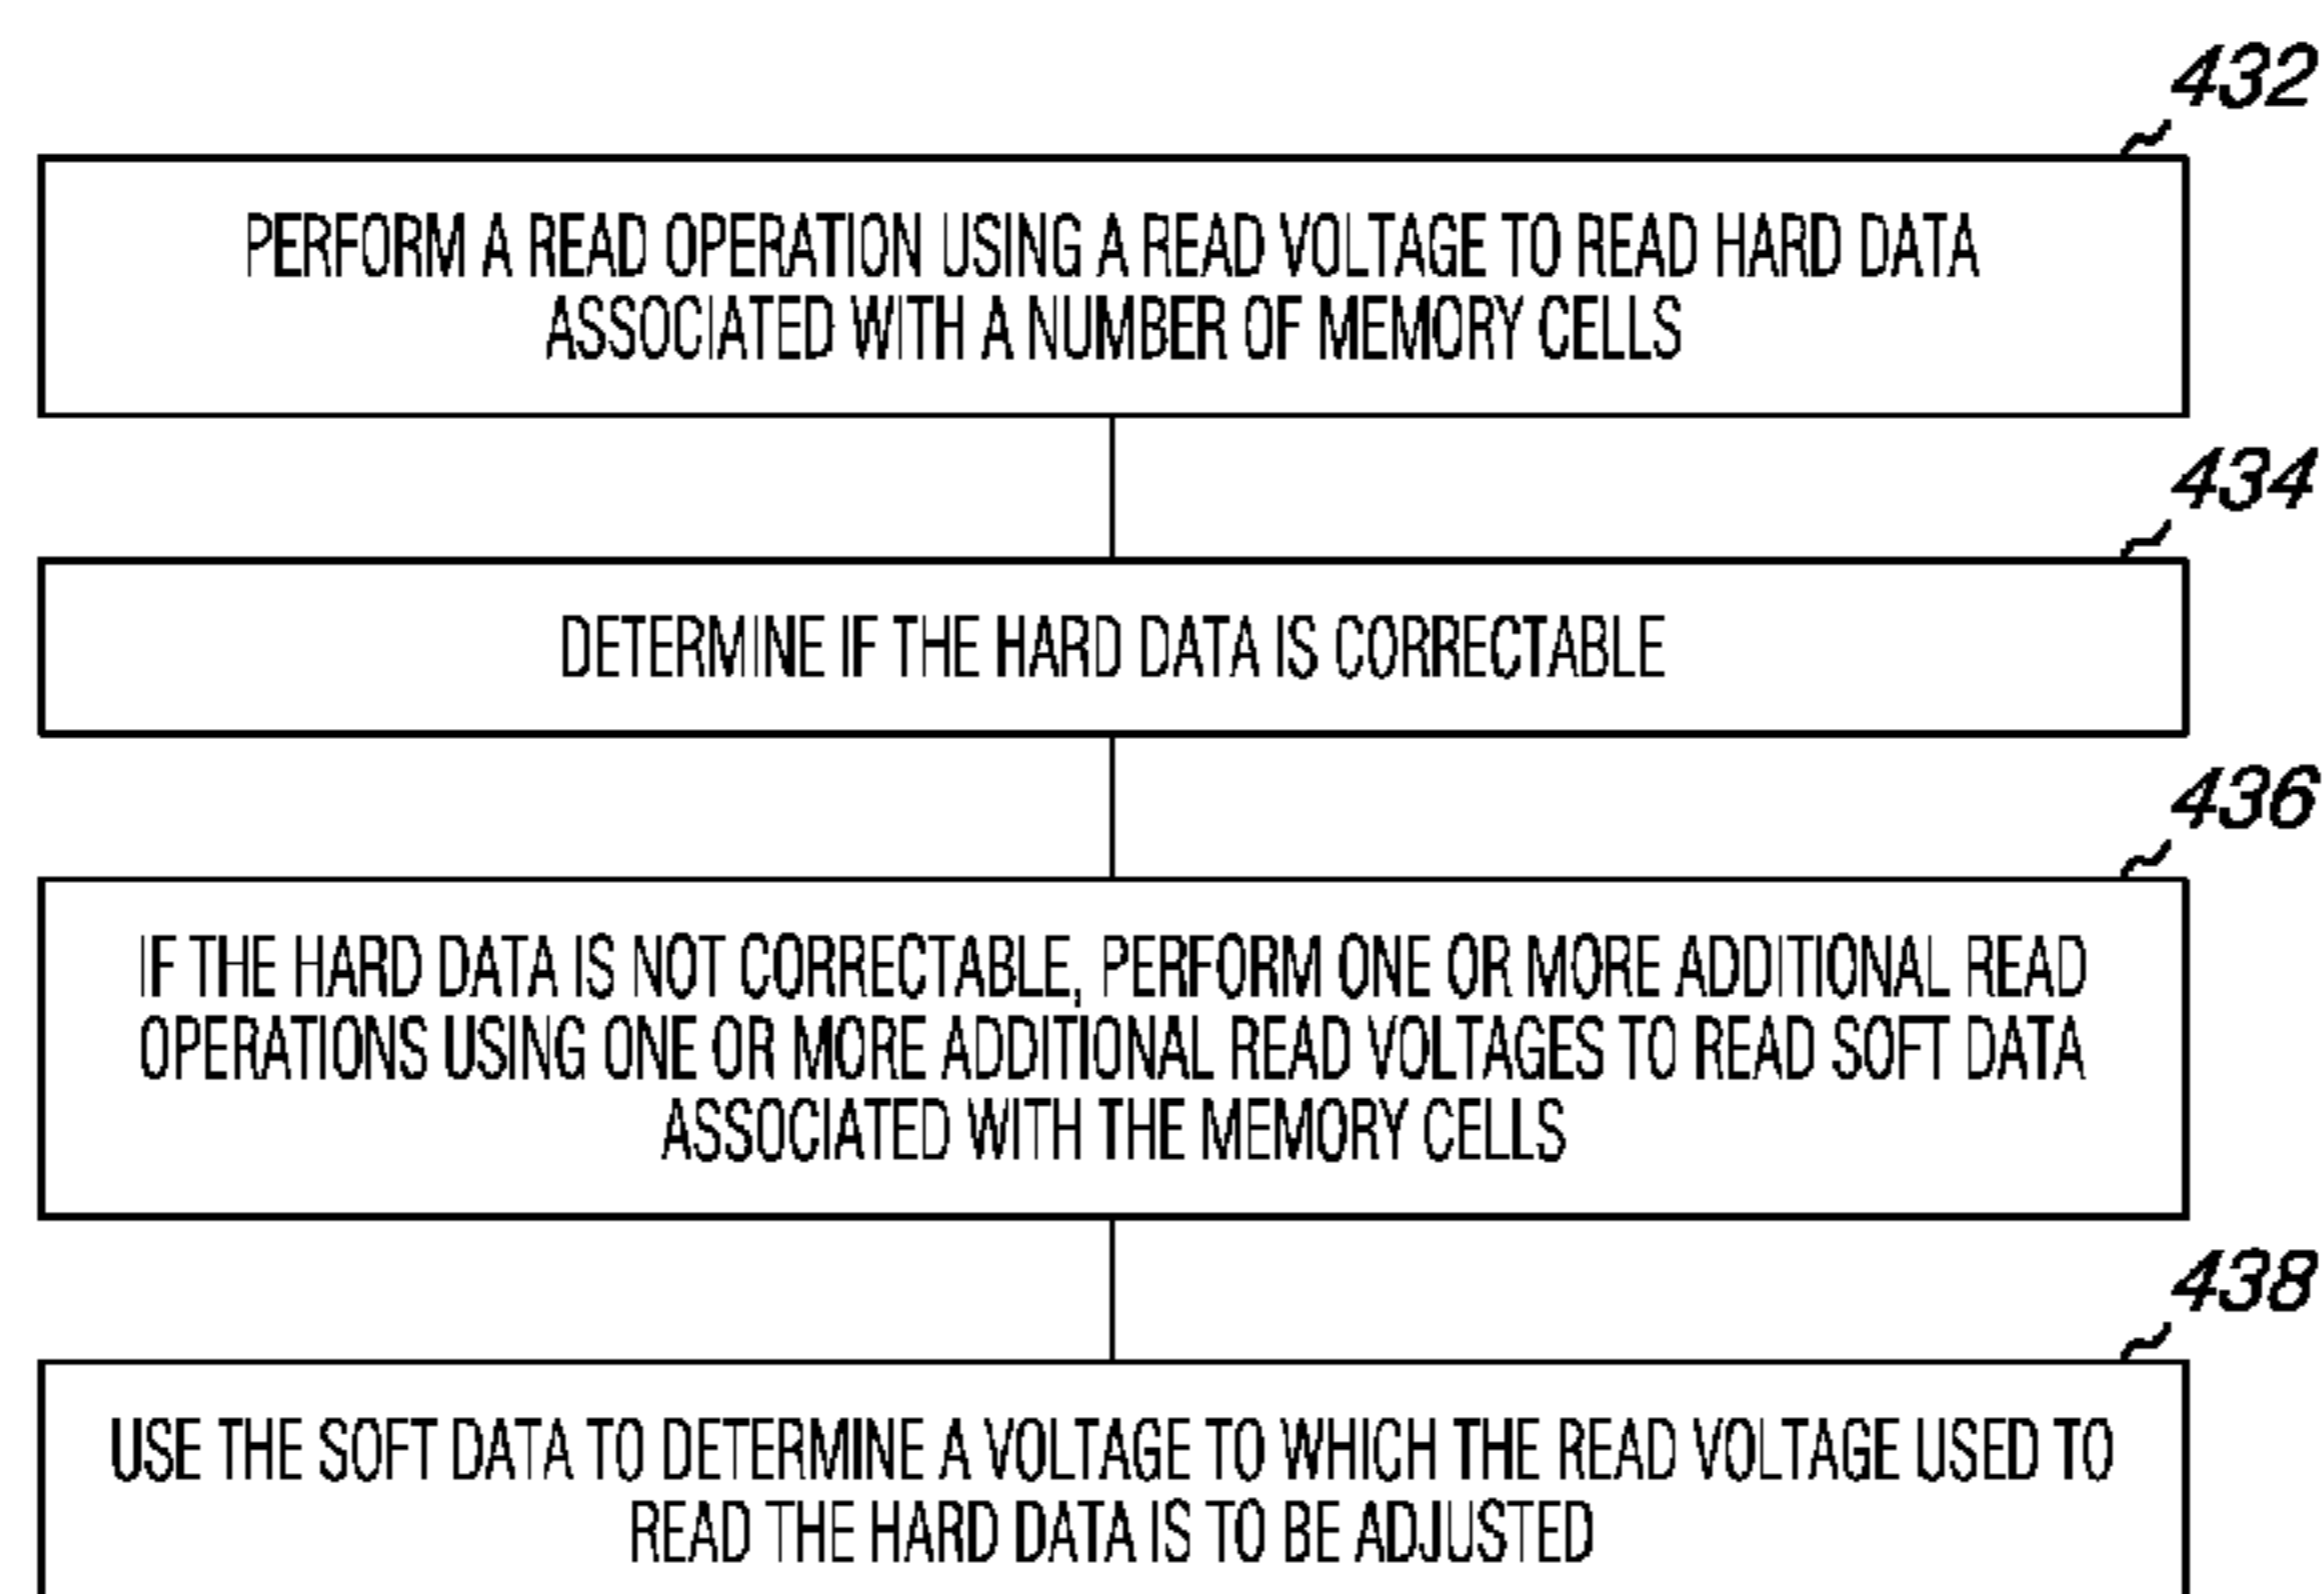 432
PERFORM A READ OPERATION USING A READ VOLTAGE TO READ HARD DATA
ASSOCIATED WITH A NUMBER OF MEMORY CELLS
434
DETERMINE IF THE HARD DATA IS CORRECTABLE
436
IF THE HARD DATA IS NOT CORRECTABLE, PERFORM ONE OR MORE ADDITIONAL READ
OPERATIONS USING ONE OR MORE ADDITIONAL READ VOLTAGES TO READ SOFT DATA
ASSOCIATED WITH THE MEMORY CELLS
438
USE THE SOFT DATA TO DETERMINE A VOLTAGE TO WHICH THE READ VOLTAGE USED TO
READ THE HARD DATA IS TO BE ADJUSTED